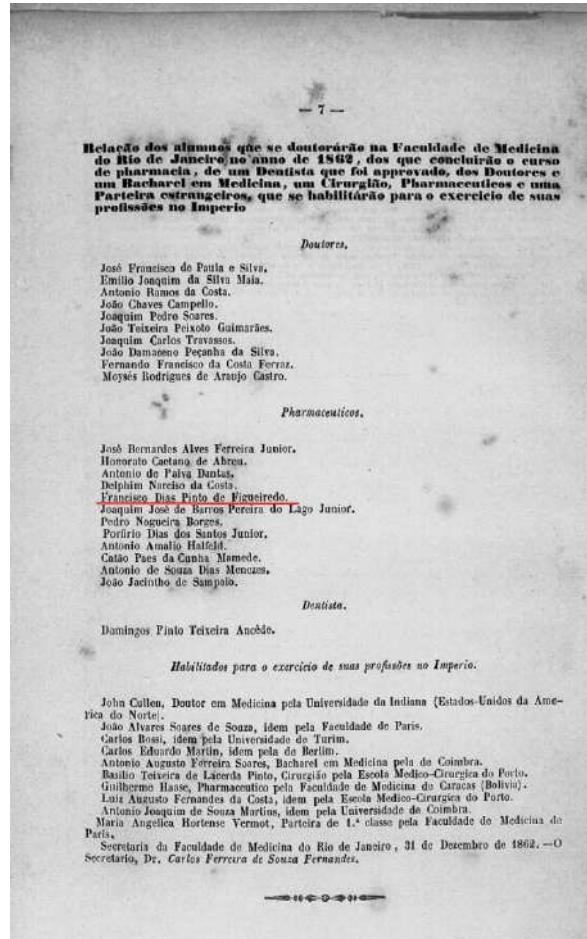 — 7 —
Relação dos alumnos que se doutorárão na Faculdade de Medicina
do Rio de Janeiro no anno de 1862, dos que concluirão o curso
de pharmacia, de um Dentista que foi approvado, dos Doutores e
um Bacharel em Medicina, um Cirurgião, Pharmaceuticos e uma
Parteira estrangeiros, que se habilitárão para o exercicio de suas
profissões no Imperio
Doutores.
José Francisco de Paula e Silva.
Emilio Joaquim da Silva Maia.
Antonio Ramos da Costa.
João Chaves Campello.
Joaquim Pedro Soares.
João Teixeira Peixoto Guimarães.
Joaquim Carlos Travassos.
João Damaceno Peçanha da Silva.
Fernando Francisco da Costa Ferraz.
Moysés Rodrigues de Araujo Castro.
Pharmaceuticos.
José Bernardes Alves Ferreira Junior.
Honorato Caetano de Abreu.
Antonio de Paiva Dantas.
Delphim Narciso da Costa.
Francisco Dias Pinto de Figueiredo.
Joaquim José de Barros Pereira do Lago Junior.
Pedro Nogueira Borges.
Porfirio Dias dos Santos Junior.
Antonio Amalio Halfeld.
Catão Paes da Cunha Mamede.
Antonio de Souza Dias Menezes.
João Jacintho de Sampaio.
Dentista.
Domingos Pinto Teixeira Ancêde.
Habilitados para o exercicio de suas profissões no Imperio.
John Cullen, Doutor em Medicina pela Universidade da Indiana (Estados-Unidos da Ame-
rica do Norte).
João Alvares Soares de Souza, idem pela Faculdade de Paris.
Carlos Bossi, idem pela Universidade de Turim.
Carlos Eduardo Martin, idem pela de Berlim.
Antonio Augusto Ferreira Soares, Bacharel em Medicina pela de Coimbra.
Basilio Teixeira de Lacerda Pinto, Cirurgião pela Escola Medico-Cirurgica do Porto.
Guilherme Haase, Pharmaceutico pela Faculdade de Medicina de Caracas (Bolivia).
Luiz Augusto Fernandes da Costa, idem pela Escola Medico-Cirurgica do Porto.
Antonio Joaquim de Souza Martins, idem pela Universidade de Coimbra.
Maria Angelica Hortense Vermot, Parteira de 1.ª classe pela Faculdade de Medicina de
Paris.
Secretaria da Faculdade de Medicina do Rio de Janeiro, 31 de Dezembro de 1862.—O
Secretario, Dr. Carlos Ferreira de Souza Fernandes.